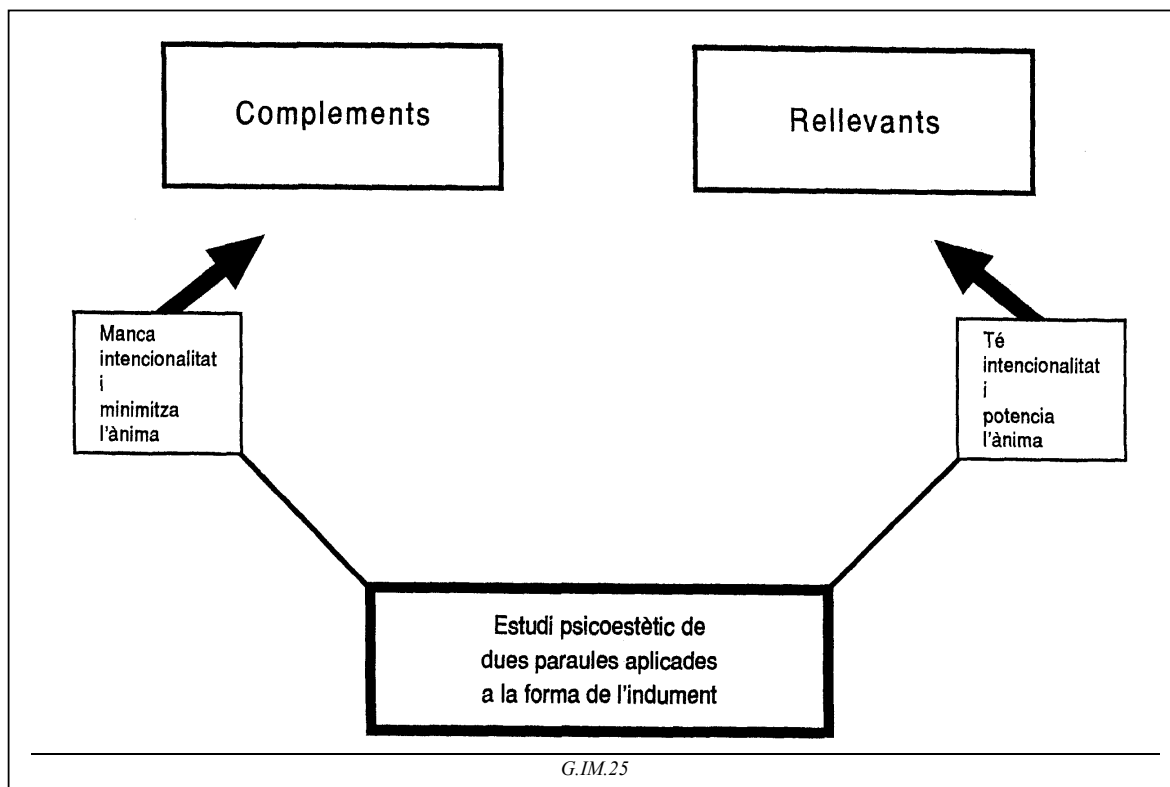 Complements
Rellevants
Manca
intencionalitat
i
minimitza
l'ànima
Té
intencionalitat
i
potencia
l'ànima
Estudi psicoestètic de
dues paraules aplicades
a la forma de l'indument
G.IM.25